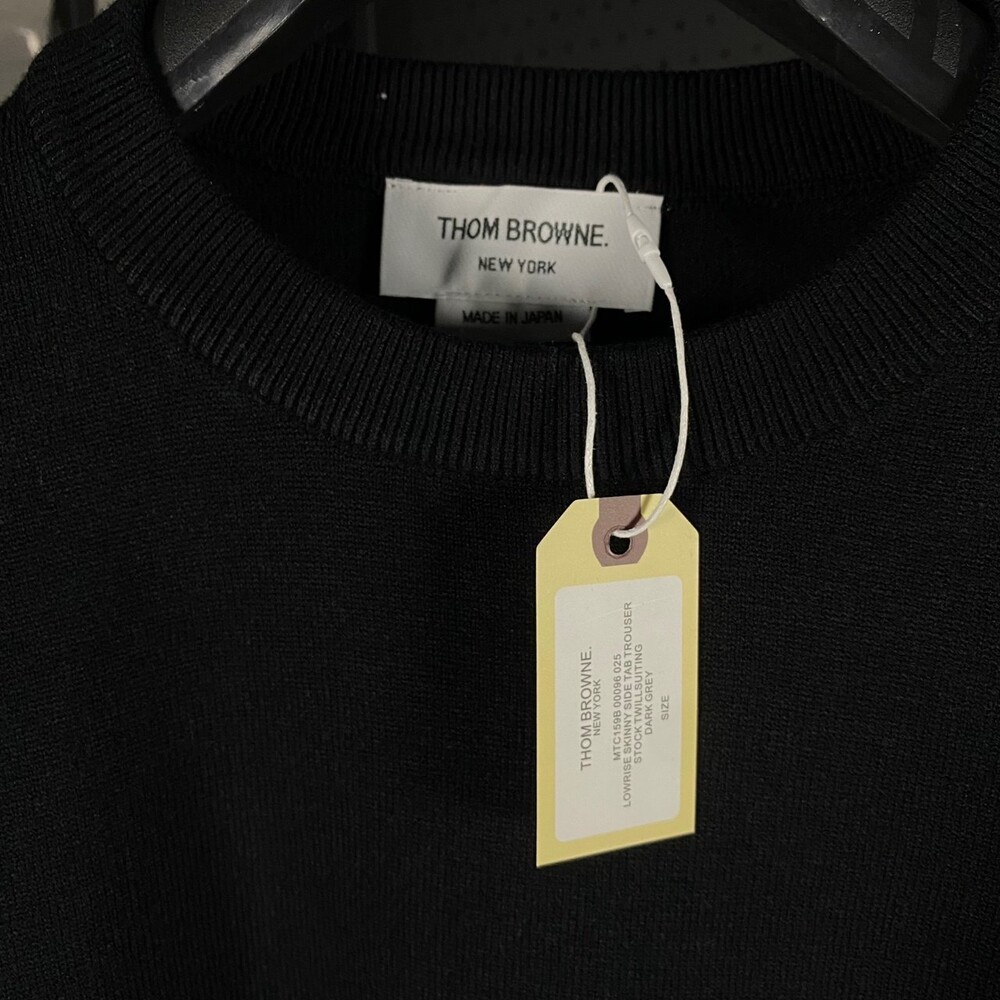 THOM BROWNE.
NEW YORK
MADE IN JAPAN
THOM BROWNE.
NEW YORK
MTC159B 00096 025
LOWRISE SKINNY SIDE TAB TROUSER
STOCK TWILLSUITING
DARK GREY
SIZE